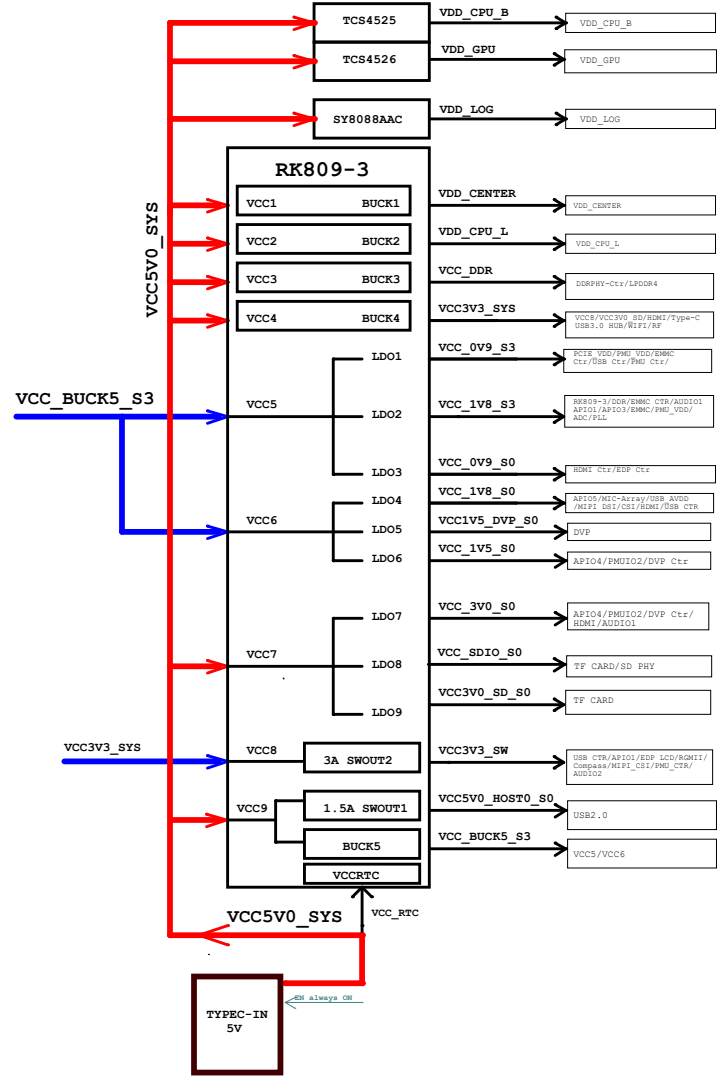 TCS4525
VDD_CPU_B
VDD_CPU_B
TCS4526
VDD_GPU
VDD_GPU
SY8088AAC
VDD_LOG
VDD_LOG
VCC5V0_SYS
RK809-3
VCC1
BUCK1
VDD_CENTER
VDD_CENTER
VCC2
BUCK2
VDD_CPU_L
VDD_CPU_L
VCC3
BUCK3
VCC_DDR
DDRPHY-Ctr/LPDDR4
VCC4
BUCK4
VCC3V3_SYS
VCC8/VCC3V0_SD/HDMI/Type-C
USB3.0 HUB/WIFI/RF
LDO1
VCC_0V9_S3
PCIE_VDD/PMU_VDD/EMMC
Ctr/USB Ctr/PMU Ctr/
VCC_BUCK5_S3
VCC5
LDO2
VCC_1V8_S3
RK809-3/DDR/EMMC CTR/AUDIO1
APIO1/APIO3/EMMC/PMU_VDD/
ADC/PLL
LDO3
VCC_0V9_S0
HDMI Ctr/EDP Ctr
LDO4
VCC_1V8_S0
APIO5/MIC-Array/USB_AVDD
/MIPI_DSI/CSI/HDMI/USB CTR
VCC6
LDO5
VCC1V5_DVP_S0
DVP
LDO6
VCC_1V5_S0
APIO4/PMUIO2/DVP Ctr
LDO7
VCC_3V0_S0
APIO4/PMUIO2/DVP Ctr/
HDMI/AUDIO1
VCC7
LDO8
VCC_SDIO_S0
TF CARD/SD PHY
LDO9
VCC3V0_SD_S0
TF CARD
VCC3V3_SYS
VCC8
3A SWOUT2
VCC3V3_SW
USB CTR/APIO1/EDP LCD/RGMII/
Compass/MIPI_CSI/PMU_CTR/
AUDIO2
VCC9
1.5A SWOUT1
VCC5V0_HOST0_S0
USB2.0
BUCK5
VCC_BUCK5_S3
VCC5/VCC6
VCCRTC
VCC_RTC
VCC5V0_SYS
EN always ON
TYPEC-IN
5V